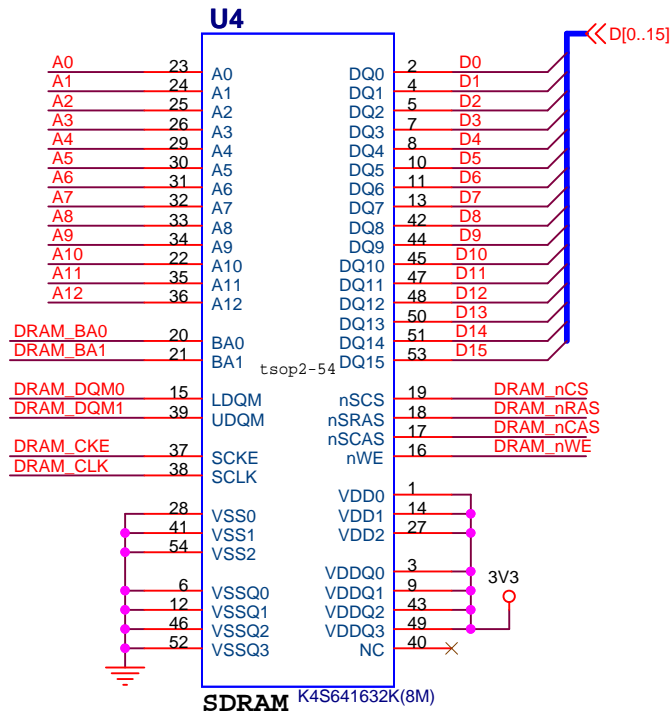 U4
D[0..15]
A0 23 A0 DQ0 2 D0
A1 24 A1 DQ1 4 D1
A2 25 A2 DQ2 5 D2
A3 26 A3 DQ3 7 D3
A4 29 A4 DQ4 8 D4
A5 30 A5 DQ5 10 D5
A6 31 A6 DQ6 11 D6
A7 32 A7 DQ7 13 D7
A8 33 A8 DQ8 42 D8
A9 34 A9 DQ9 44 D9
A10 22 A10 DQ10 45 D10
A11 35 A11 DQ11 47 D11
A12 36 A12 DQ12 48 D12
DQ13 50 D13
DRAM_BA0 20 BA0 DQ14 51 D14
DRAM_BA1 21 BA1 DQ15 53 D15
tsop2-54
DRAM_DQM0 15 LDQM nSCS 19 DRAM_nCS
DRAM_DQM1 39 UDQM nSRAS 18 DRAM_nRAS
nSCAS 17 DRAM_nCAS
DRAM_CKE 37 SCKE nWE 16 DRAM_nWE
DRAM_CLK 38 SCLK
VDD0 1
28 VSS0 VDD1 14
41 VSS1 VDD2 27
54 VSS2
VDDQ0 3
6 VSSQ0 VDDQ1 9 3V3
12 VSSQ1 VDDQ2 43
46 VSSQ2 VDDQ3 49
52 VSSQ3 NC 40
SDRAM K4S641632K(8M)